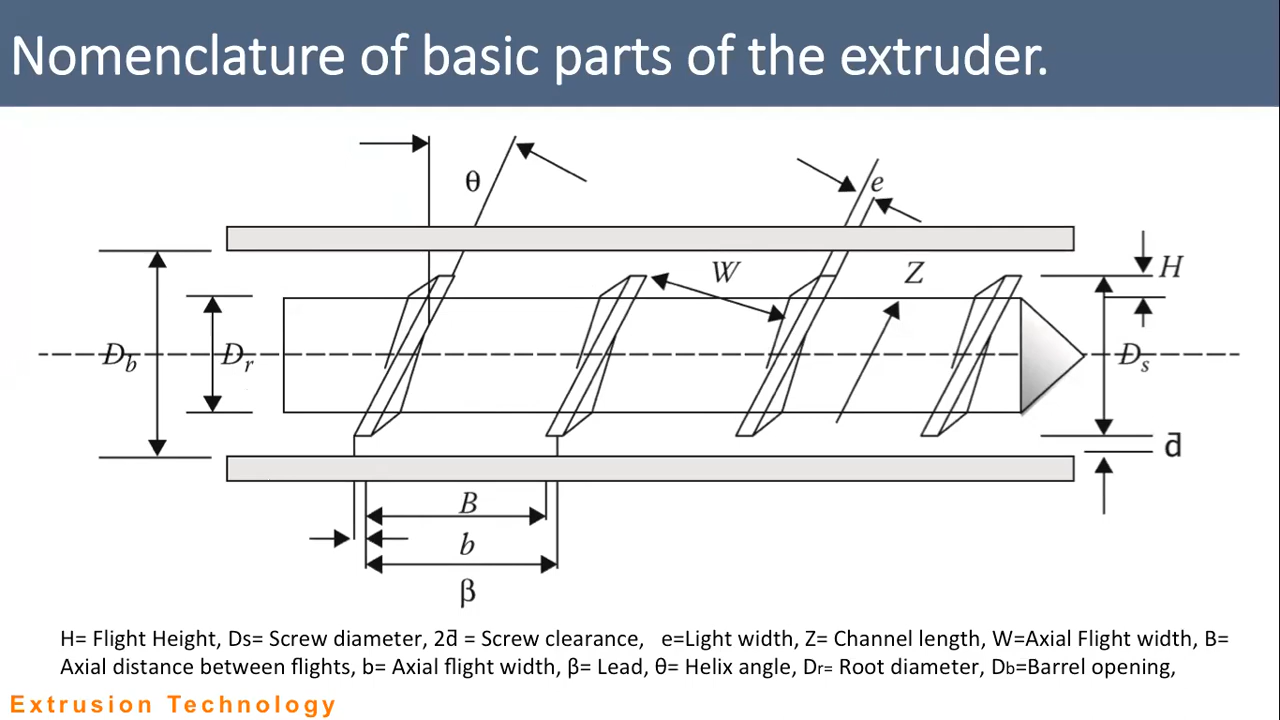 Nomenclature of basic parts of the extruder.
θ
e
W
Z
H
Db
Dr
Ds
đ
B
b
β
H= Flight Height, Ds= Screw diameter, 2đ = Screw clearance, e=Light width, Z= Channel length, W=Axial Flight width, B=
Axial distance between flights, b= Axial flight width, β= Lead, θ= Helix angle, Dr= Root diameter, Db=Barrel opening,
Extrusion Technology